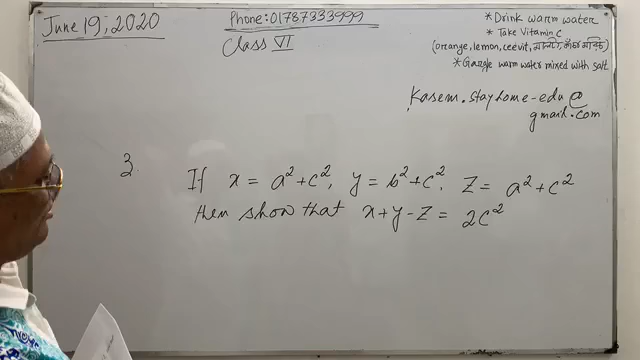 June 19, 2020
Phone: 01787333999
Class VI
* Drink warm water
* Take Vitamin C
(orrange, lemon, ceevit,
* Gargle warm water mixed with salt
Kasem.stayhome-edu@
gmail.com
3. If x = a²+c², y = b²+c². z = a²+c²
then show that x+y-z = 2c²